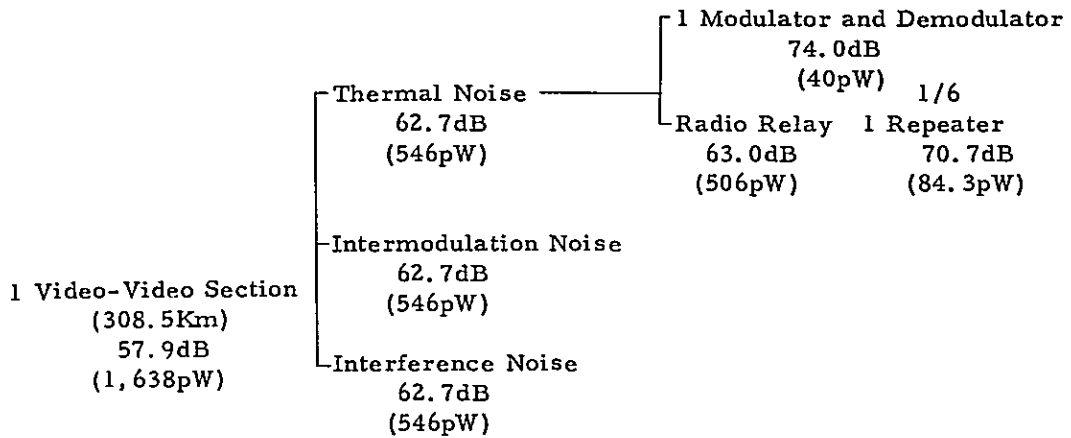 1 Modulator and Demodulator
74.0dB
(40pW)
1/6
Thermal Noise
62.7dB
(546pW)
Radio Relay 1 Repeater
63.0dB 70.7dB
(506pW) (84.3pW)
Intermodulation Noise
62.7dB
(546pW)
1 Video-Video Section
(308.5Km)
57.9dB
(1,638pW)
Interference Noise
62.7dB
(546pW)